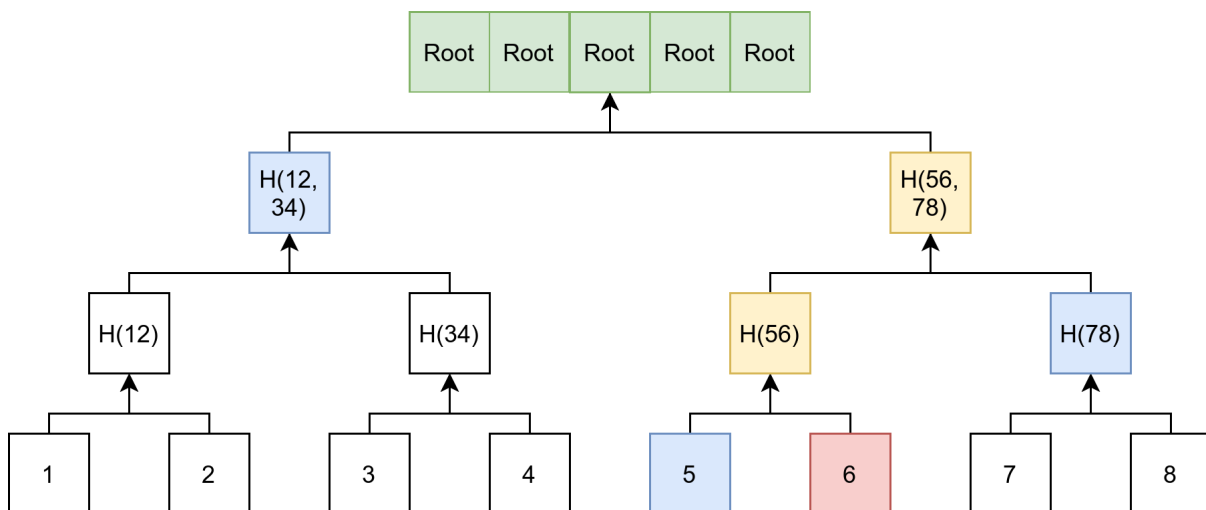 Root Root Root Root Root
H(12,
34)
H(56,
78)
H(12) H(34) H(56) H(78)
1 2 3 4 5 6 7 8